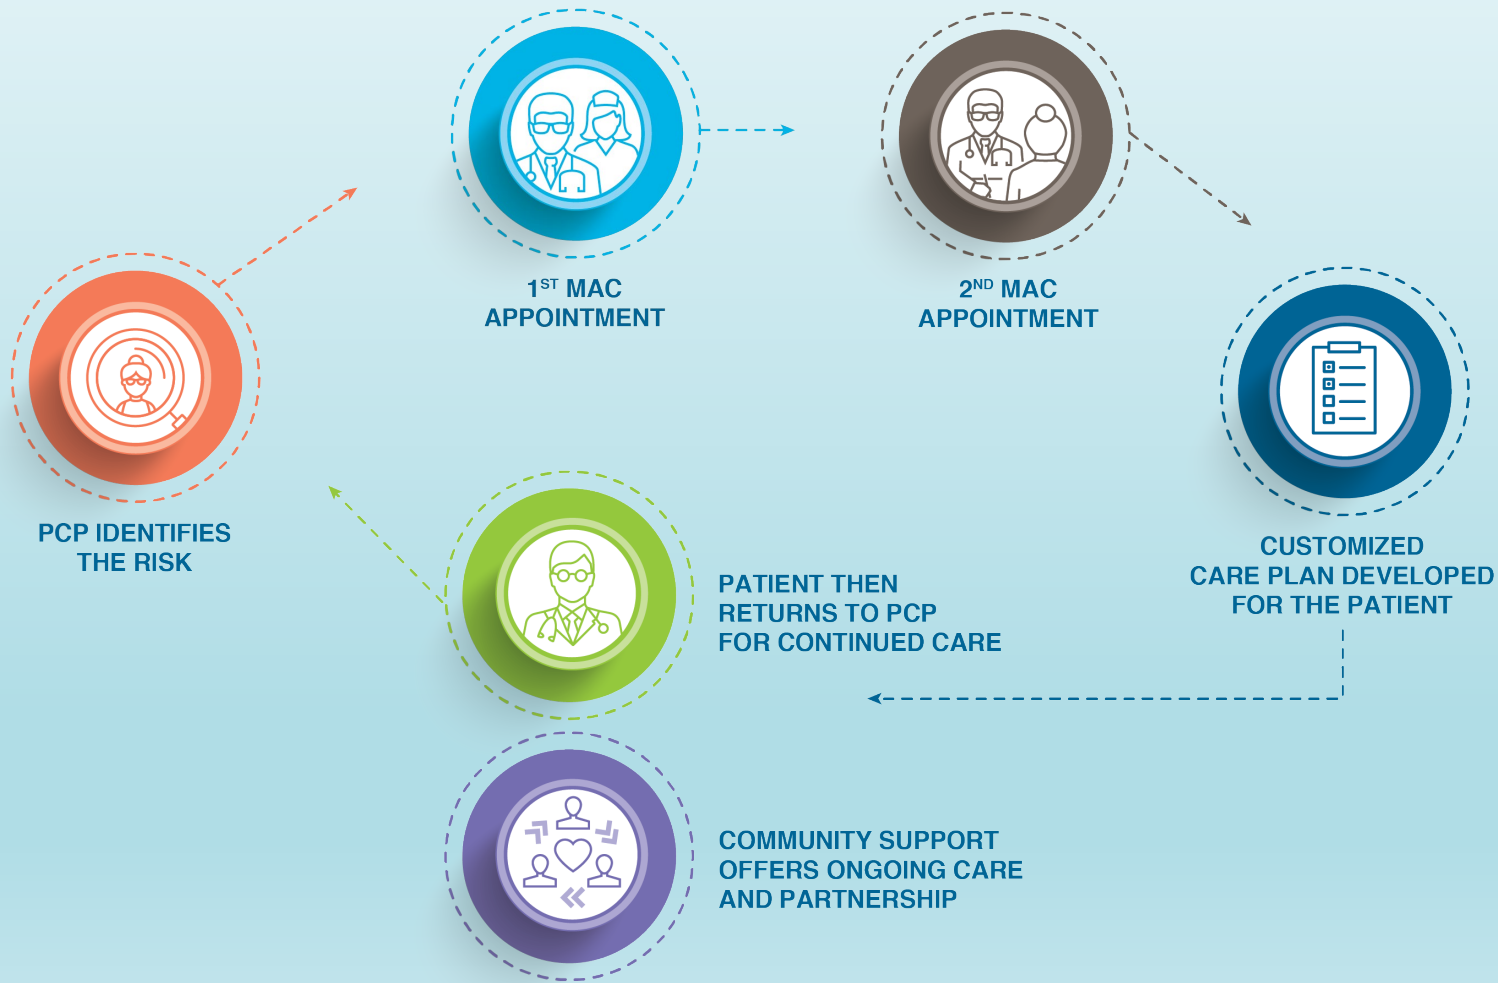 1ST MAC
APPOINTMENT
2ND MAC
APPOINTMENT
PCP IDENTIFIES
THE RISK
CUSTOMIZED
CARE PLAN DEVELOPED
FOR THE PATIENT
PATIENT THEN
RETURNS TO PCP
FOR CONTINUED CARE
COMMUNITY SUPPORT
OFFERS ONGOING CARE
AND PARTNERSHIP